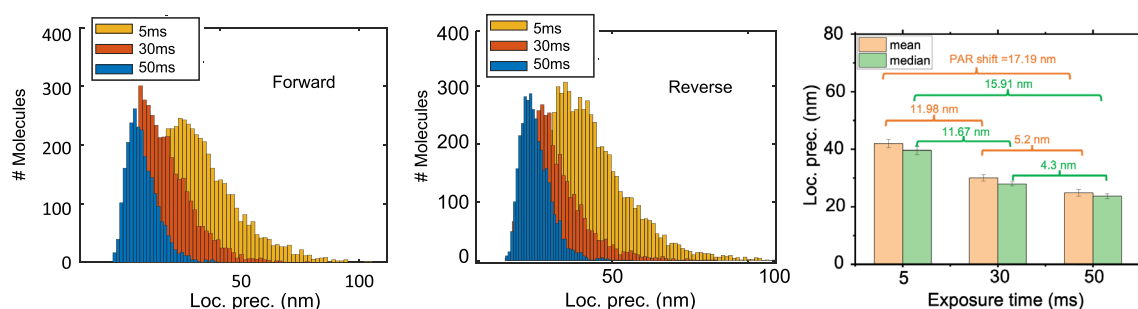 400
300
200
100
0
# Molecules
5ms
30ms
50ms
Forward
50
Loc. prec. (nm)
400
300
200
100
0
# Molecules
5ms
30ms
50ms
Reverse
50
100
Loc. prec. (nm)
80
60
40
20
0
Loc. prec. (nm)
mean
median
PAR shift =17.19 nm
15.91 nm
11.98 nm
11.67 nm
5.2 nm
4.3 nm
5
30
50
Exposure time (ms)